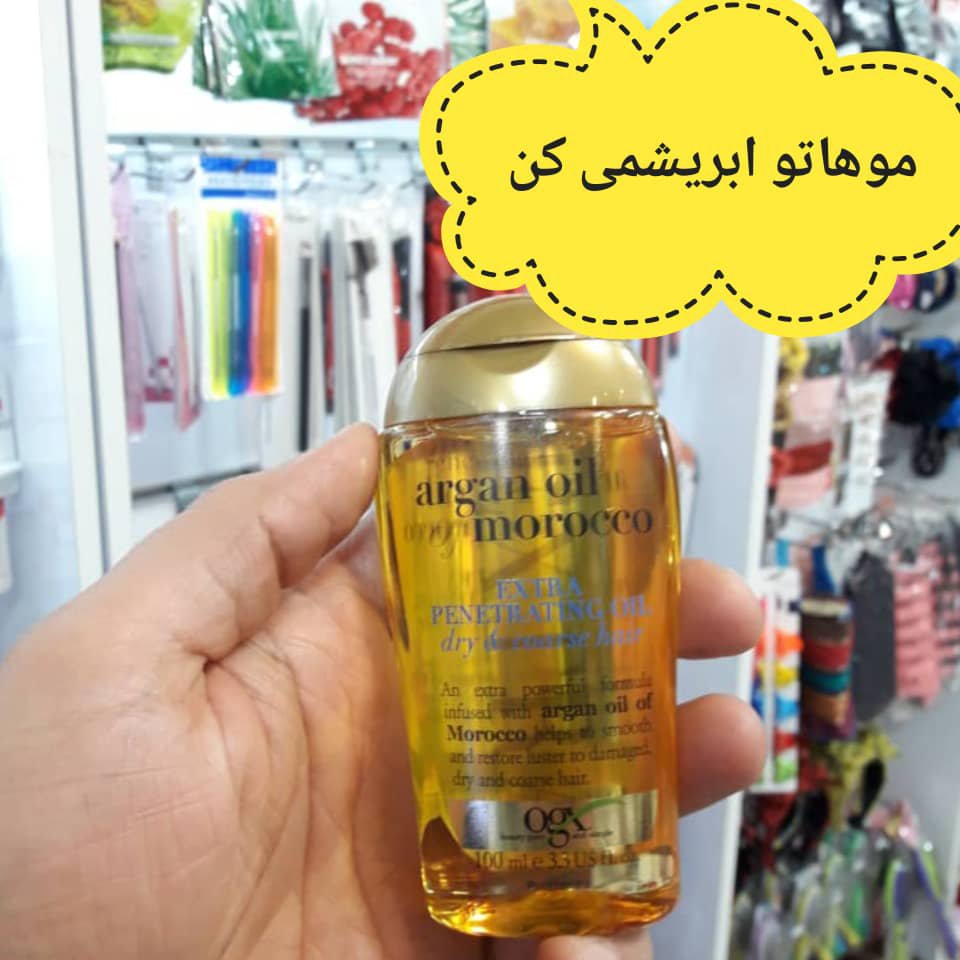 موهاتو ابریشمی کن
argan oil
morocco
EXTRA
PENETRATING OIL
dry & coarse hair
An extra powerful formula
infused with argan oil of
Morocco helps to smooth
and restore luster to damaged,
dry and coarse hair.
ogx
100 ml e 3.3 US